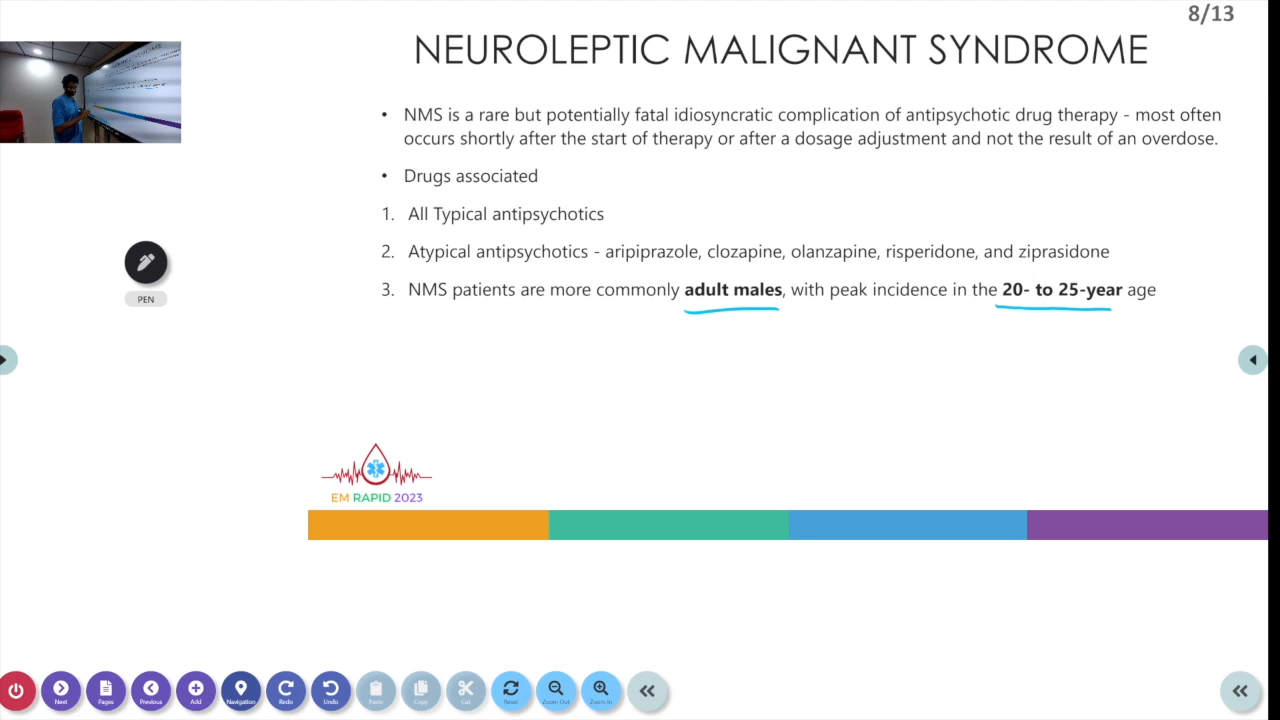 8/13
NEUROLEPTIC MALIGNANT SYNDROME
• NMS is a rare but potentially fatal idiosyncratic complication of antipsychotic drug therapy - most often
occurs shortly after the start of therapy or after a dosage adjustment and not the result of an overdose.
• Drugs associated
1. All Typical antipsychotics
2. Atypical antipsychotics - aripiprazole, clozapine, olanzapine, risperidone, and ziprasidone
3. NMS patients are more commonly adult males, with peak incidence in the 20- to 25-year age
PEN
EM RAPID 2023
Next Pages Previous Add Navigation Redo Undo Paste Copy Cut Reset Zoom Out Zoom In